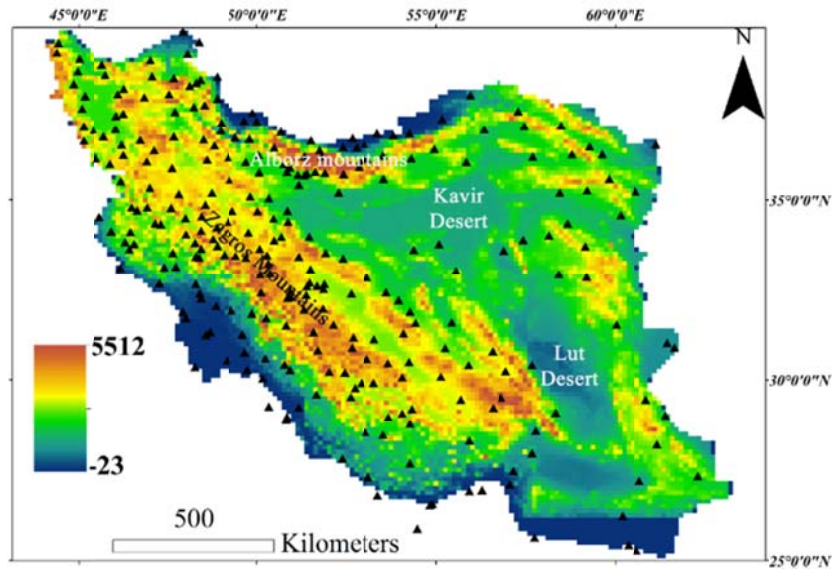 45°0'0"E 50°0'0"E 55°0'0"E 60°0'0"E
N
Alborz mountains
Kavir
Desert
35°0'0"N
Zagros Mountains
5512
Lut
Desert
30°0'0"N
-23
500
Kilometers
25°0'0"N